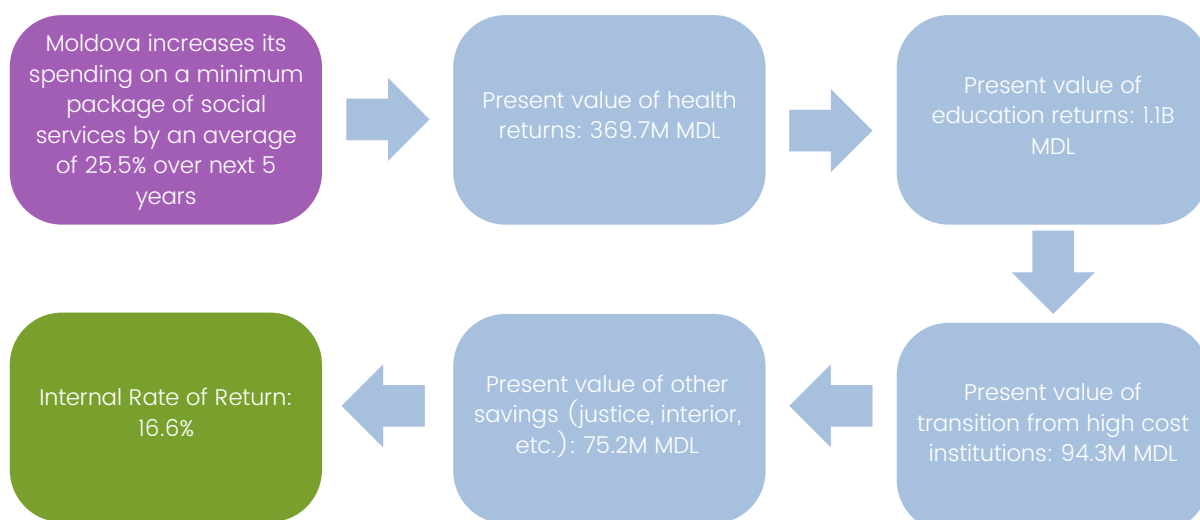 Moldova increases its
spending on a minimum
package of social
services by an average
of 25.5% over next 5
years
Present value of health
returns: 369.7M MDL
Present value of
education returns: 1.1B
MDL
Present value of
transition from high cost
institutions: 94.3M MDL
Present value of other
savings (justice, interior,
etc.): 75.2M MDL
Internal Rate of Return:
16.6%